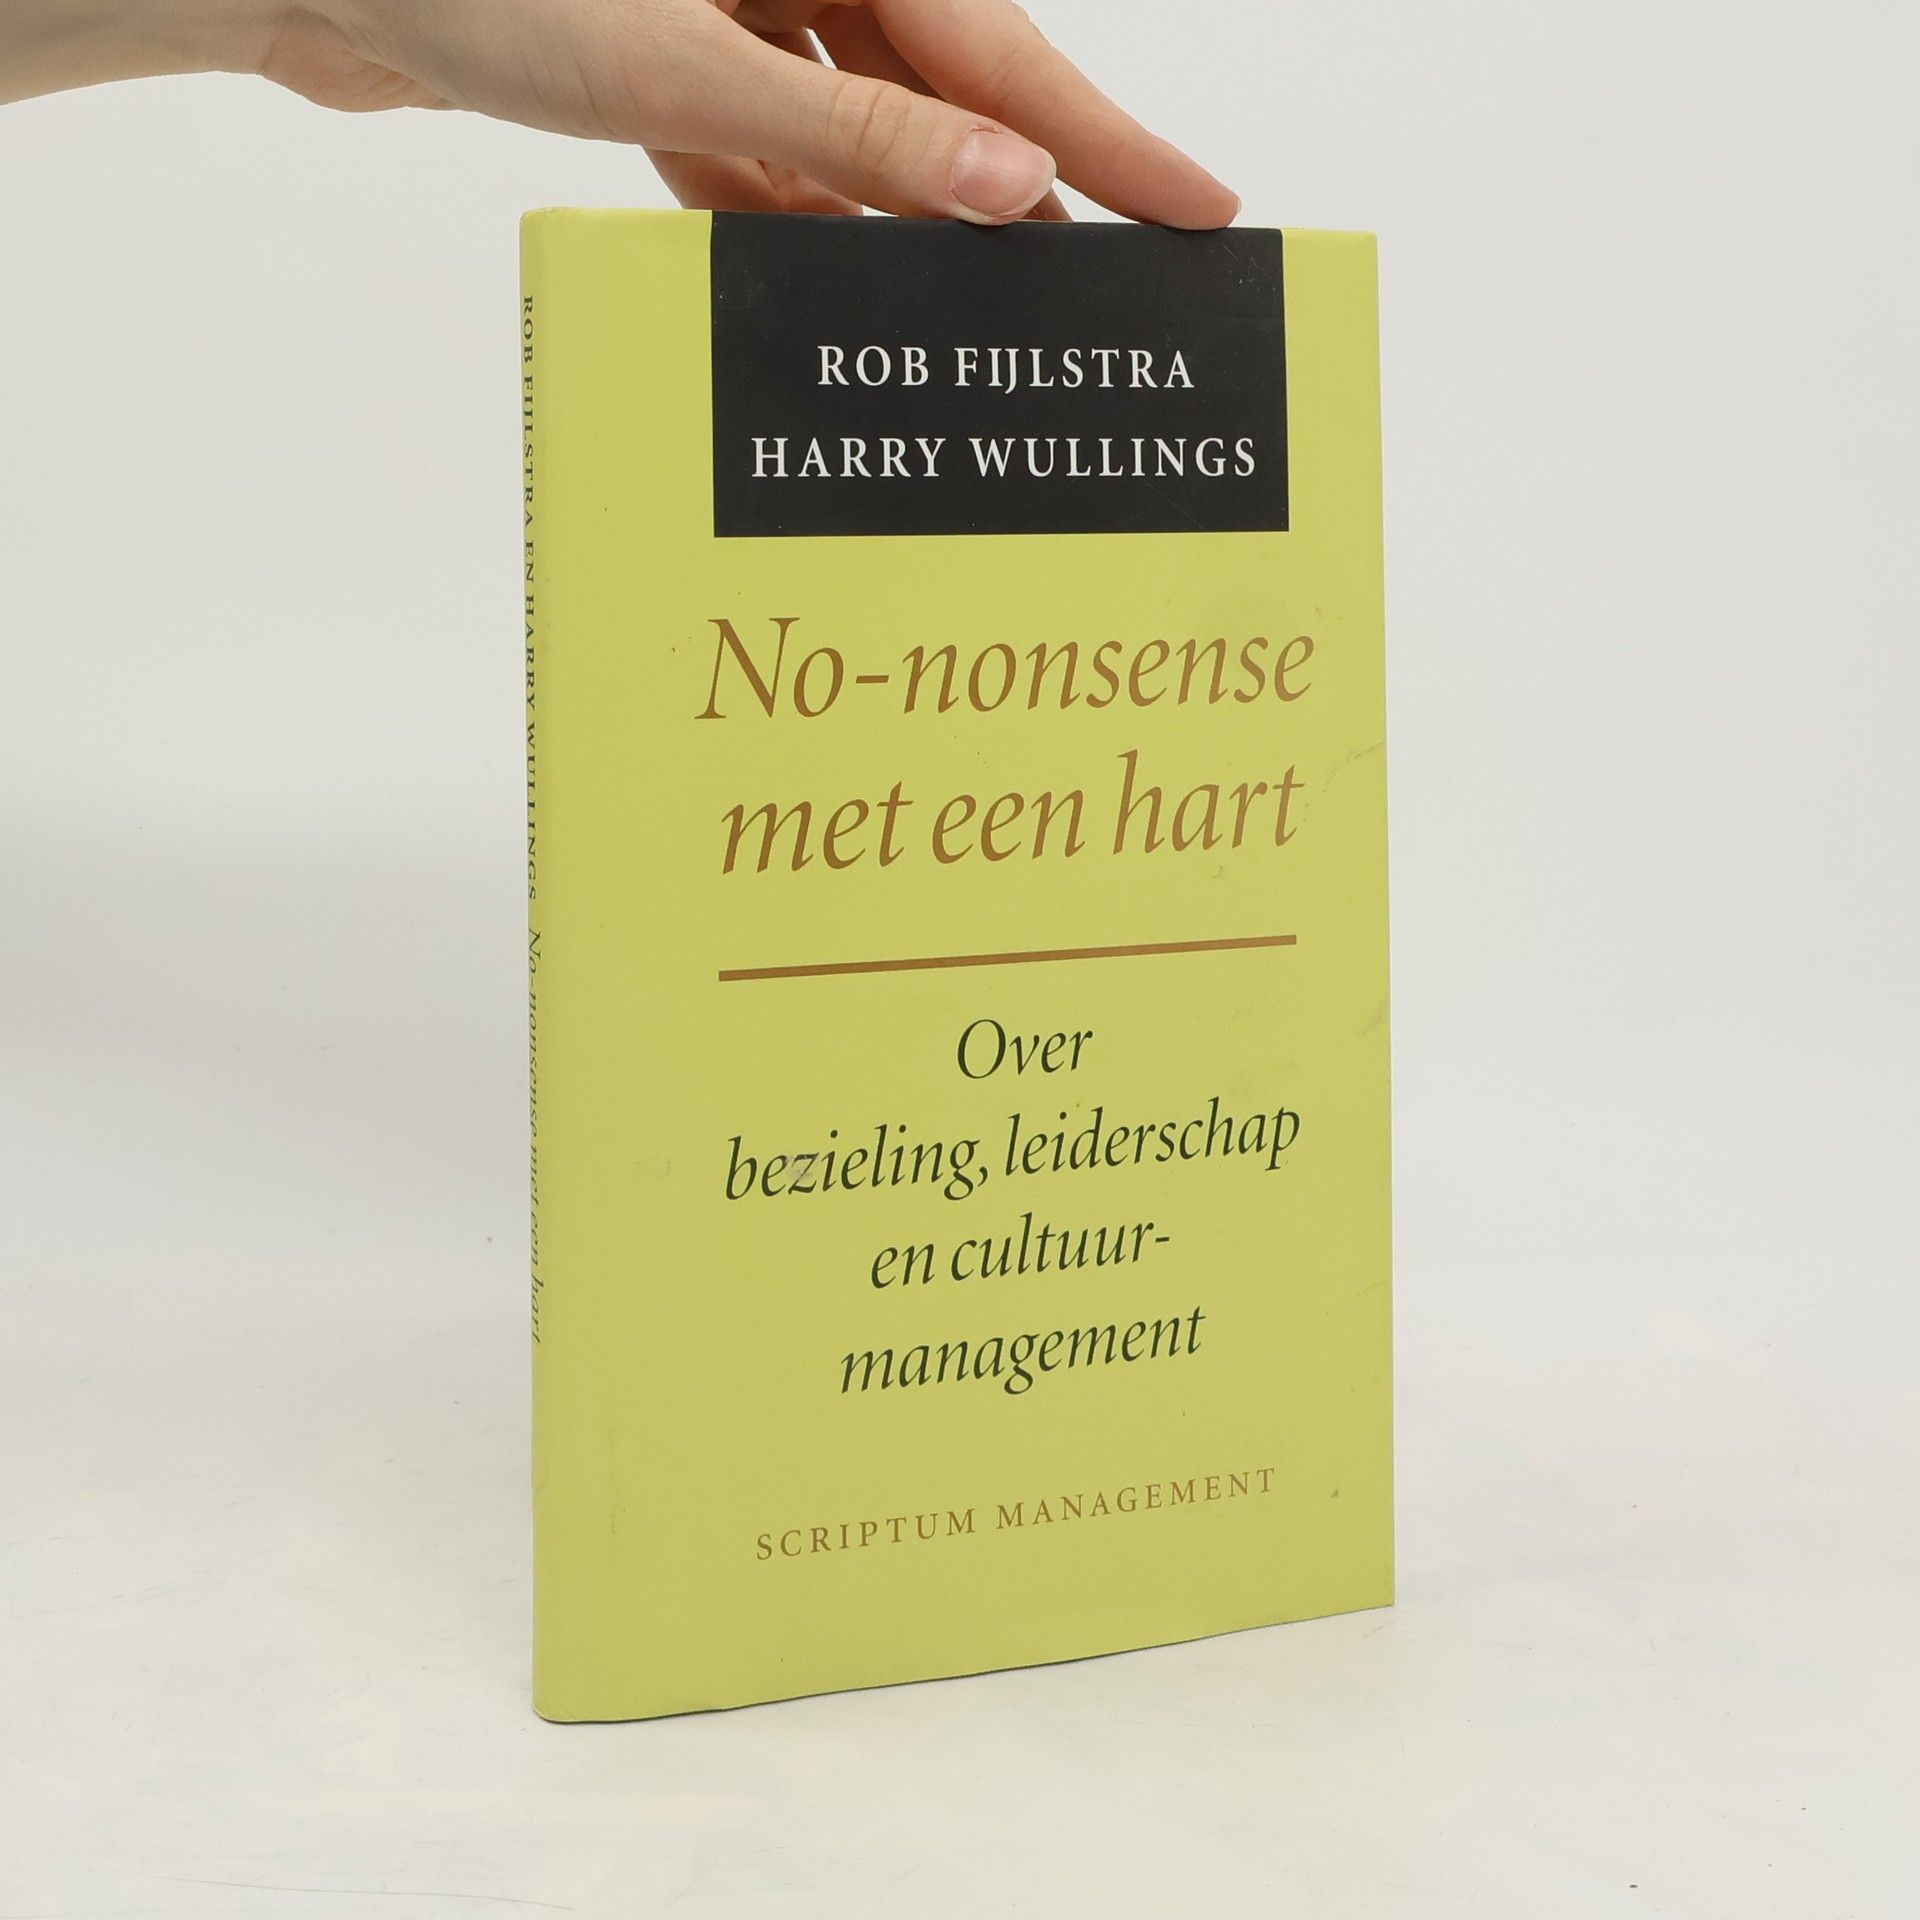 ROB FIJLSTRA
HARRY WULLINGS
No-nonsense
met een hart
Over
bezieling, leiderschap
en cultuur-
management
SCRIPTUM MANAGEMENT
ROB FIJLSTRA EN HARRY WULLINGS No-nonsense met een hart